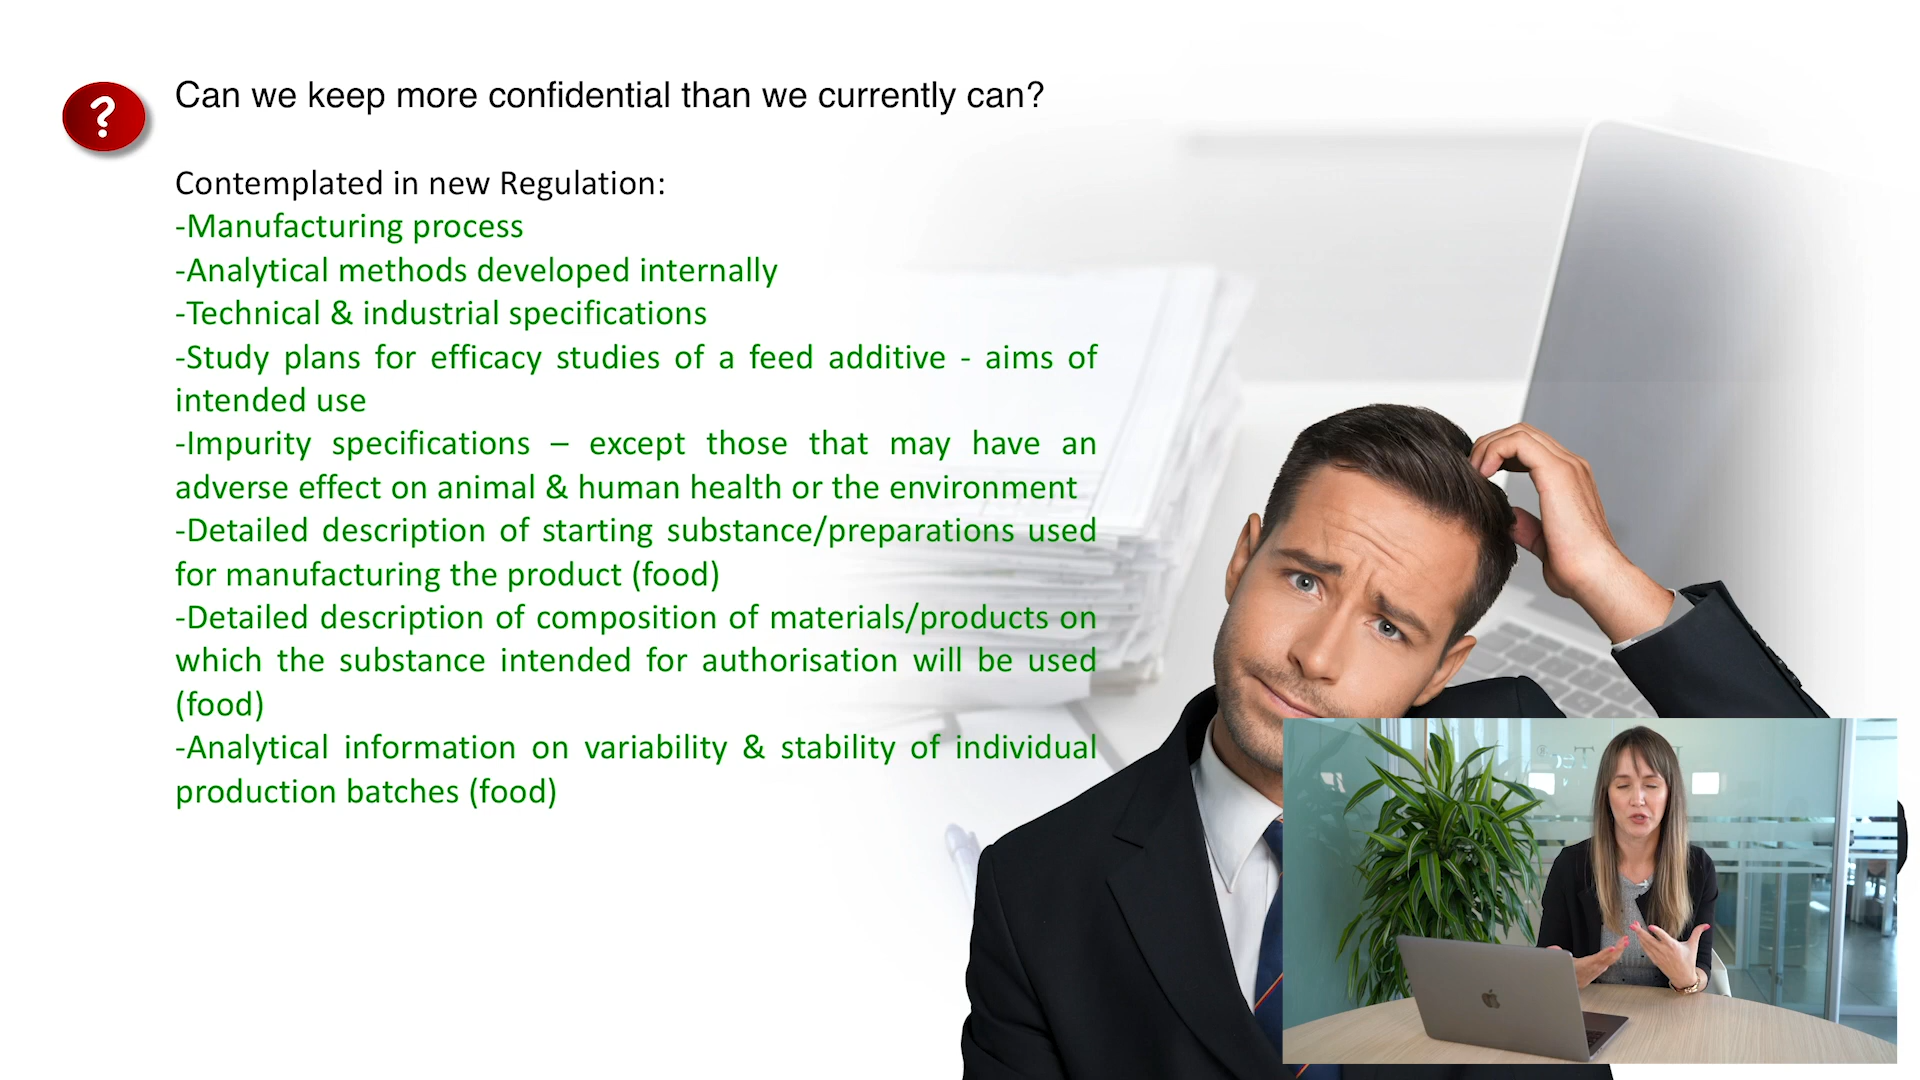 ?
Can we keep more confidential than we currently can?
Contemplated in new Regulation:
-Manufacturing process
-Analytical methods developed internally
-Technical & industrial specifications
-Study plans for efficacy studies of a feed additive - aims of
intended use
-Impurity specifications – except those that may have an
adverse effect on animal & human health or the environment
-Detailed description of starting substance/preparations used
for manufacturing the product (food)
-Detailed description of composition of materials/products on
which the substance intended for authorisation will be used
(food)
-Analytical information on variability & stability of individual
production batches (food)